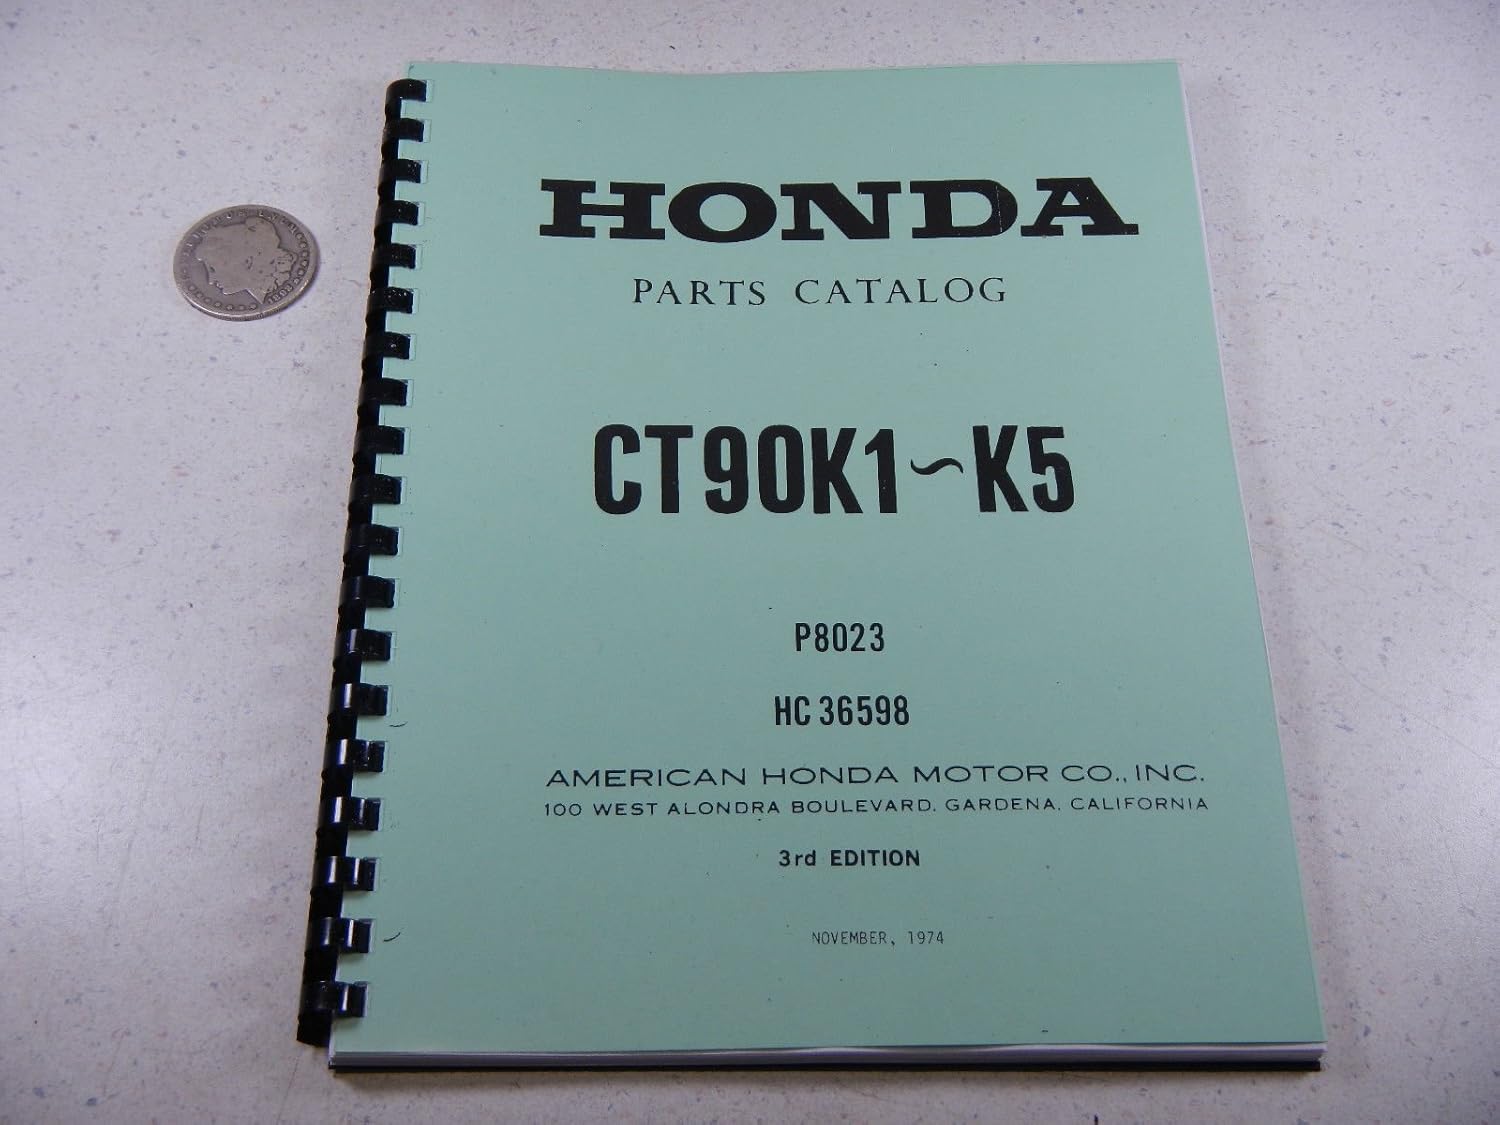 HONDA
PARTS CATALOG
CT90K1~K5
P8023
HC 36598
AMERICAN HONDA MOTOR CO., INC.
100 WEST ALONDRA BOULEVARD. GARDENA. CALIFORNIA
3rd EDITION
NOVEMBER, 1974